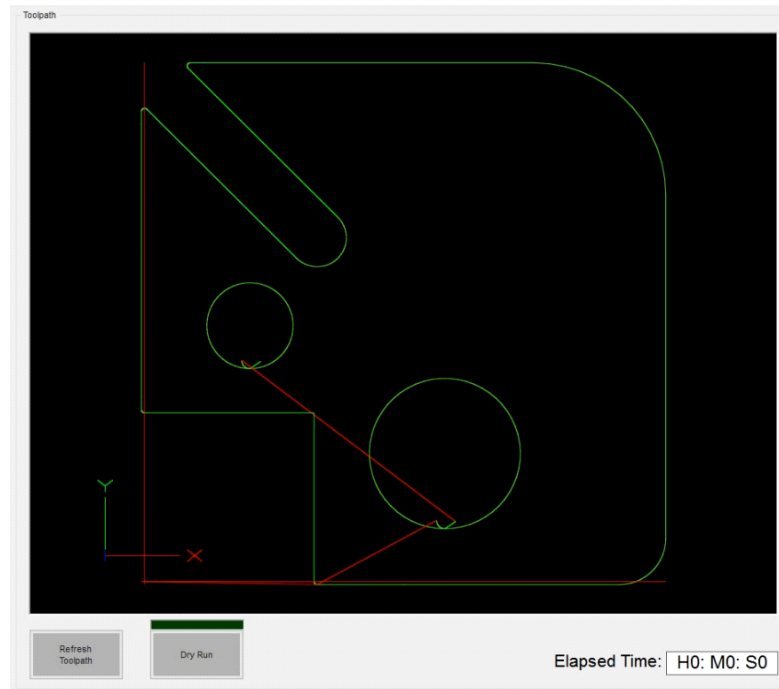 Toolpath
Y
X
Refresh
Toolpath
Dry Run
Elapsed Time: H0: M0: S0